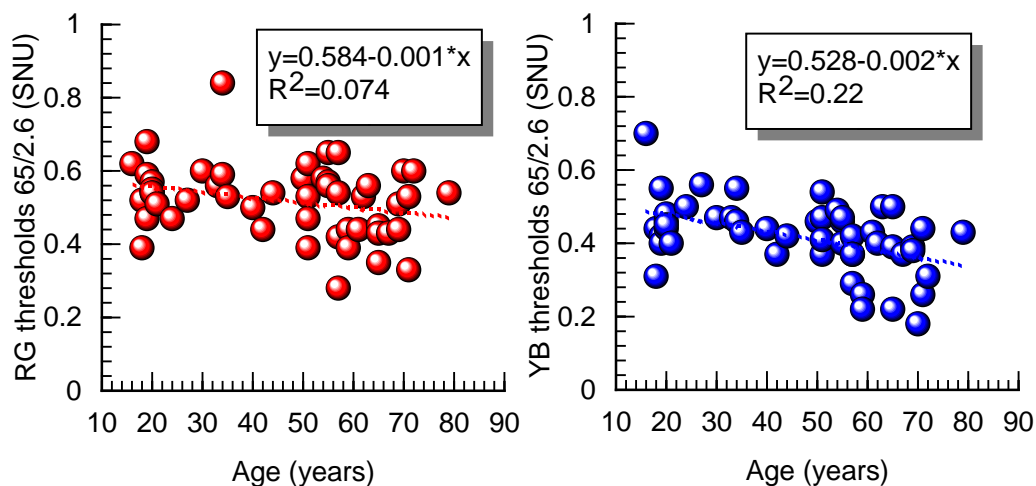 y=0.584-0.001*x
R2=0.074
RG thresholds 65/2.6 (SNU)
1
0.8
0.6
0.4
0.2
0
10 20 30 40 50 60 70 80 90
Age (years)
y=0.528-0.002*x
R2=0.22
YB thresholds 65/2.6 (SNU)
1
0.8
0.6
0.4
0.2
0
10 20 30 40 50 60 70 80 90
Age (years)